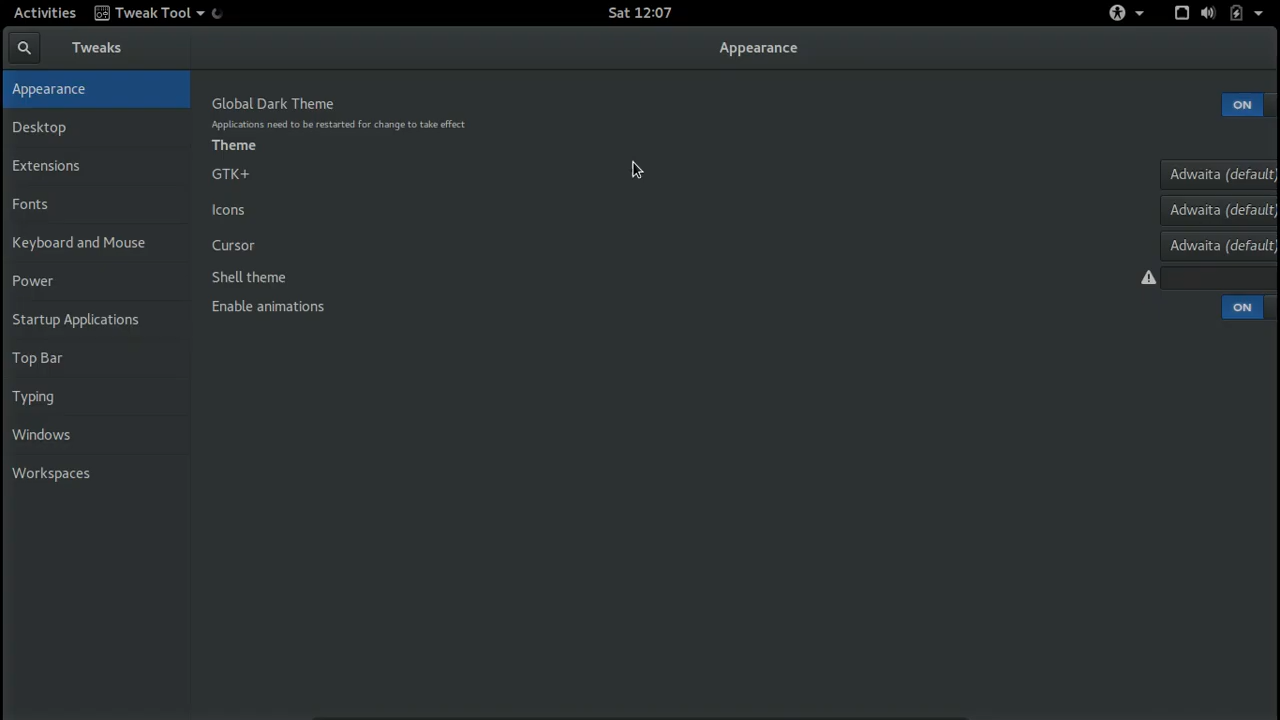 Activities Tweak Tool Sat 12:07
Tweaks Appearance
Appearance
Desktop
Extensions
Fonts
Keyboard and Mouse
Power
Startup Applications
Top Bar
Typing
Windows
Workspaces
Global Dark Theme ON
Applications need to be restarted for change to take effect
Theme
GTK+ Adwaita (default)
Icons Adwaita (default)
Cursor Adwaita (default)
Shell theme
Enable animations ON